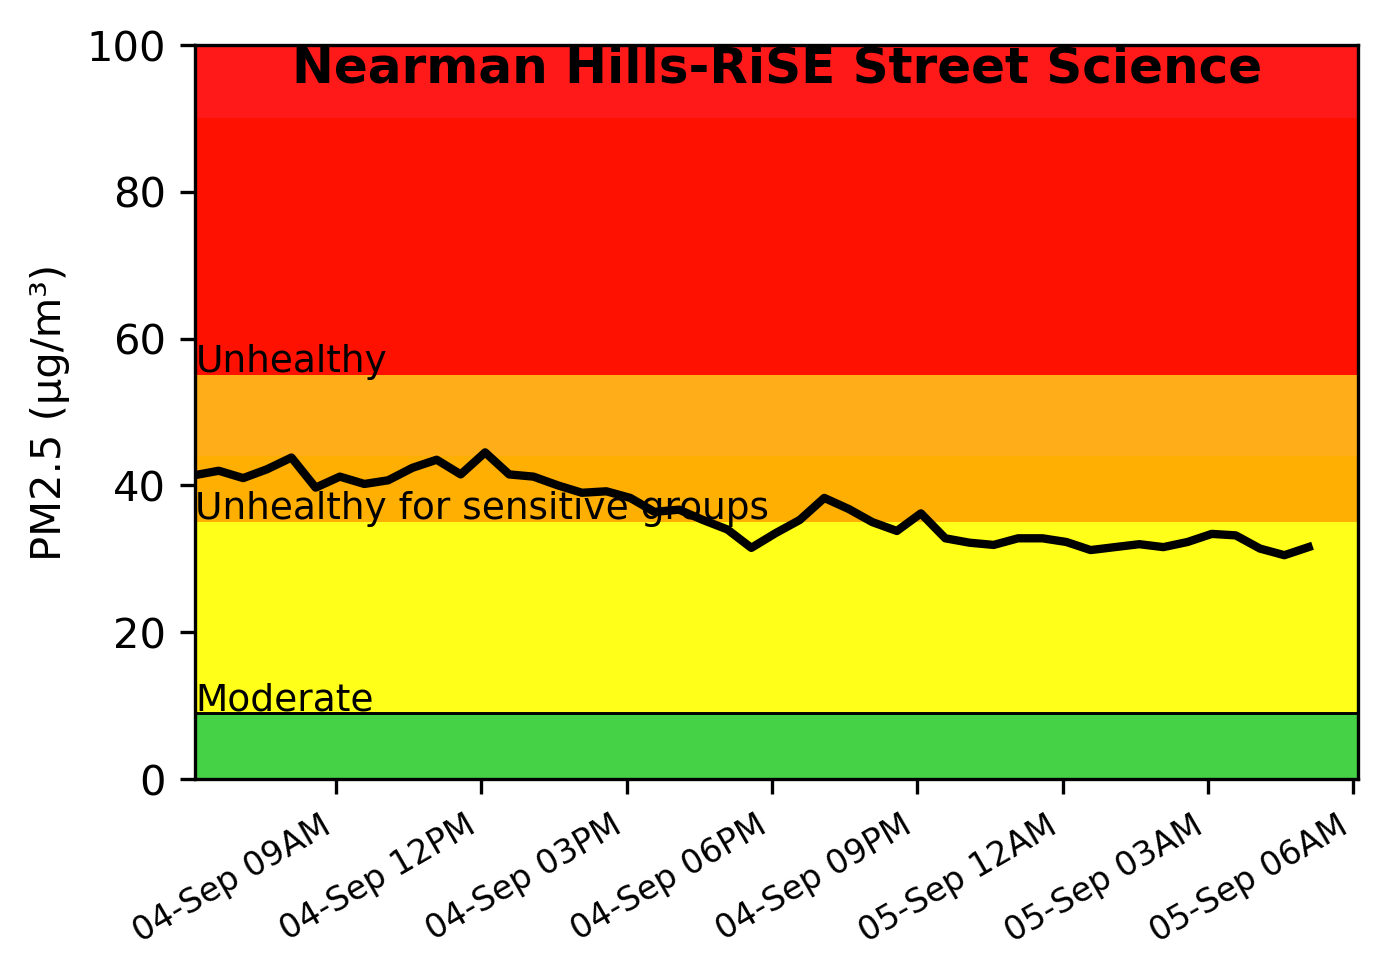 Nearman Hills-RiSE Street Science
PM2.5 (µg/m³)
100
80
60
40
20
0
Unhealthy
Unhealthy for sensitive groups
Moderate
04-Sep 09AM
04-Sep 12PM
04-Sep 03PM
04-Sep 06PM
04-Sep 09PM
05-Sep 12AM
05-Sep 03AM
05-Sep 06AM